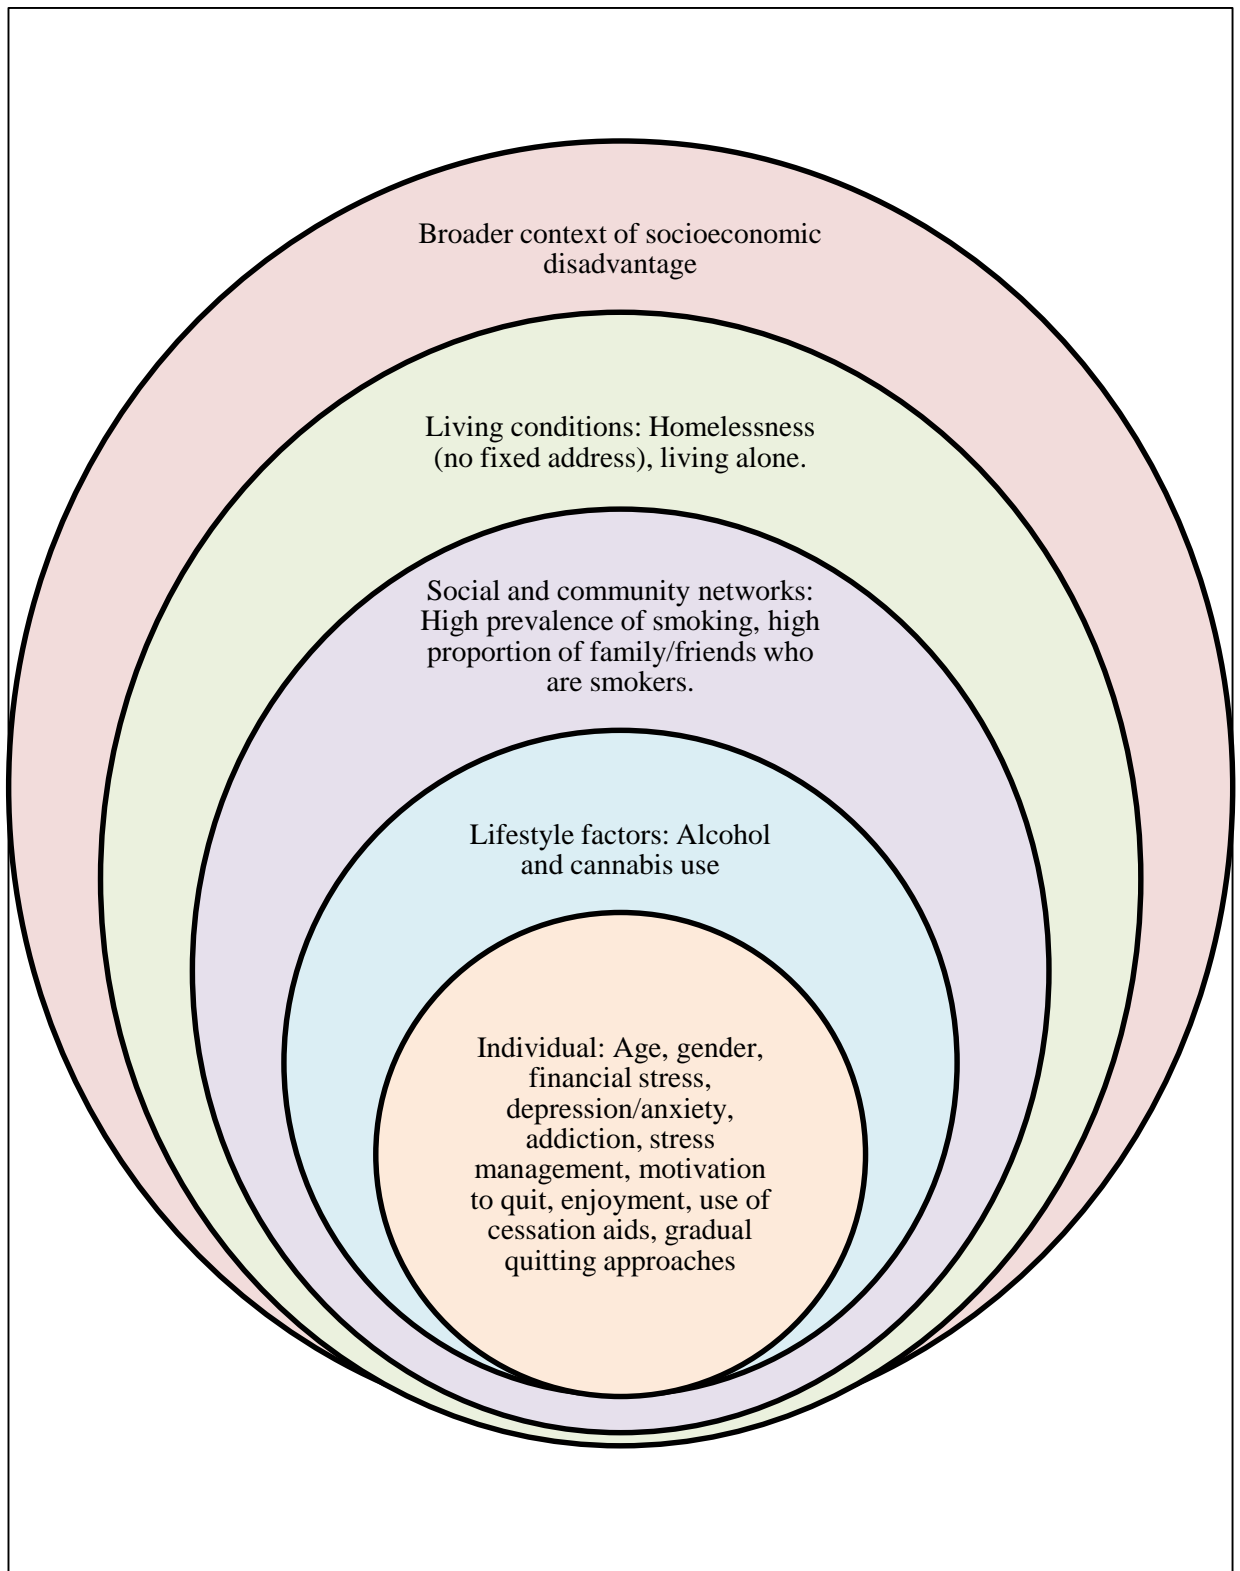 Broader context of socioeconomic
disadvantage
Living conditions: Homelessness
(no fixed address), living alone.
Social and community networks:
High prevalence of smoking, high
proportion of family/friends who
are smokers.
Lifestyle factors: Alcohol
and cannabis use
Individual: Age, gender,
financial stress,
depression/anxiety,
addiction, stress
management, motivation
to quit, enjoyment, use of
cessation aids, gradual
quitting approaches